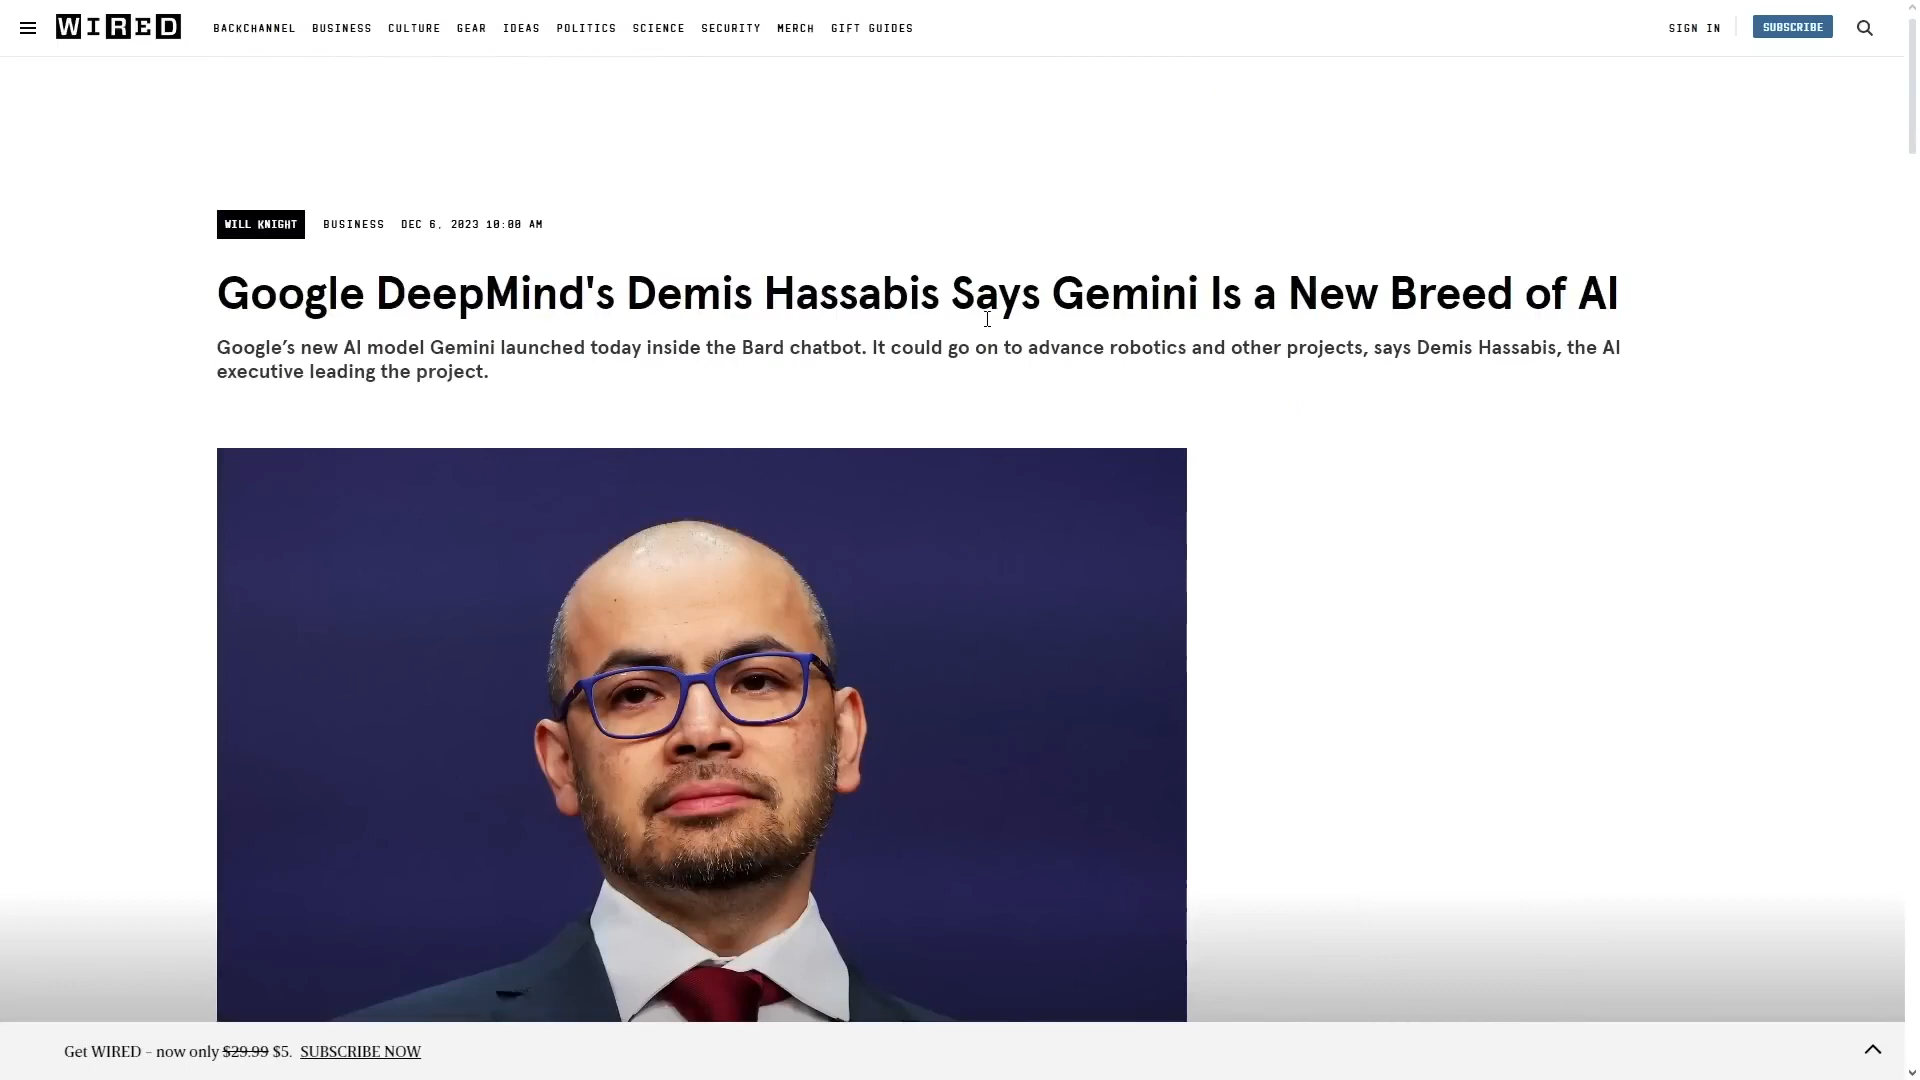 WIRED
BACKCHANNEL BUSINESS CULTURE GEAR IDEAS POLITICS SCIENCE SECURITY MERCH GIFT GUIDES
SIGN IN
SUBSCRIBE
WILL KNIGHT BUSINESS DEC 6, 2023 10:00 AM
Google DeepMind's Demis Hassabis Says Gemini Is a New Breed of AI
Google’s new AI model Gemini launched today inside the Bard chatbot. It could go on to advance robotics and other projects, says Demis Hassabis, the AI
executive leading the project.
Get WIRED – now only $29.99 $5. SUBSCRIBE NOW